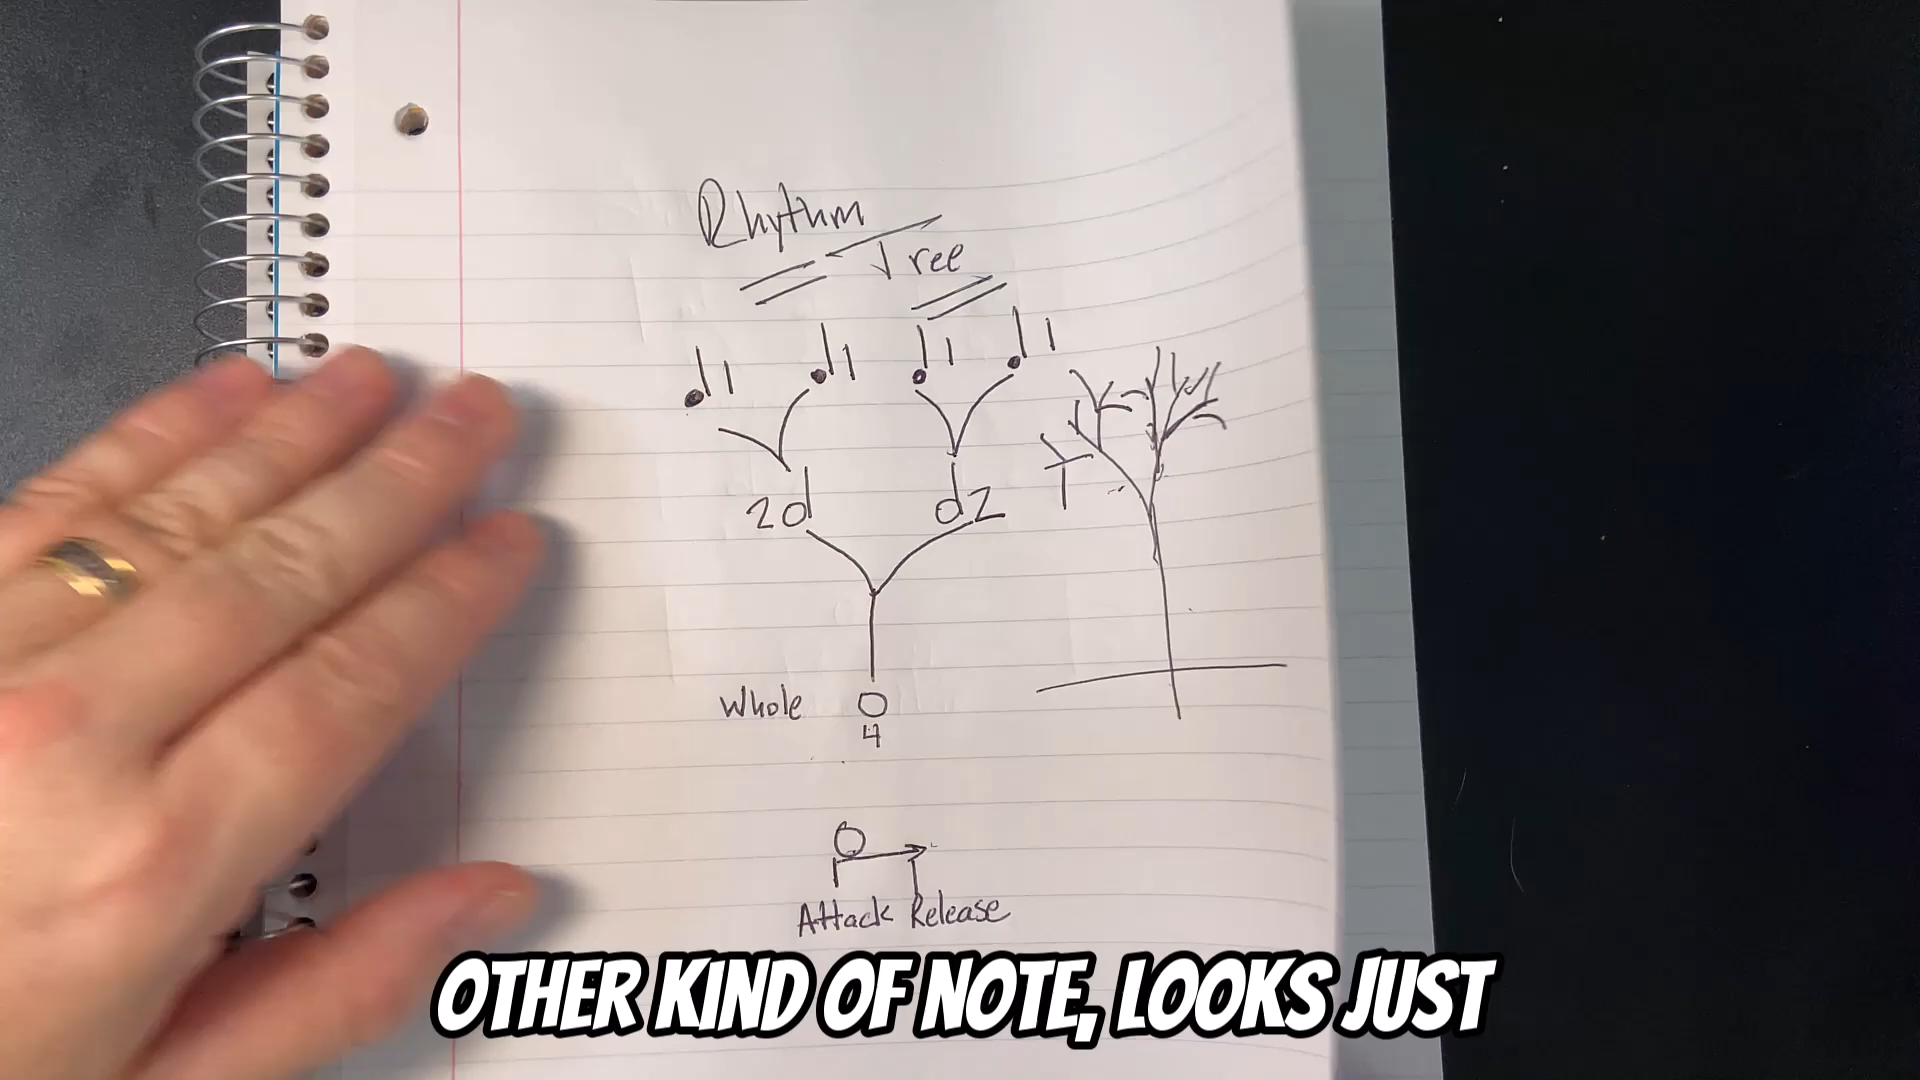 Rhythm
Tree
1 1 1 1
2 2
Whole
4
Attack Release
OTHER KIND OF NOTE, LOOKS JUST